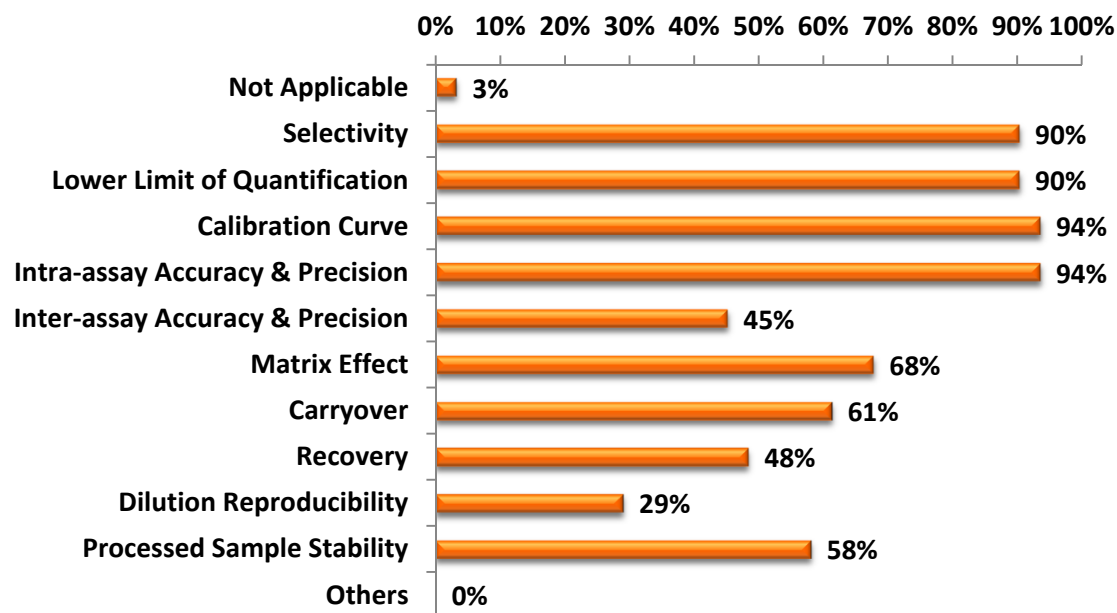 0% 10% 20% 30% 40% 50% 60% 70% 80% 90% 100%
Not Applicable 3%
Selectivity 90%
Lower Limit of Quantification 90%
Calibration Curve 94%
Intra-assay Accuracy & Precision 94%
Inter-assay Accuracy & Precision 45%
Matrix Effect 68%
Carryover 61%
Recovery 48%
Dilution Reproducibility 29%
Processed Sample Stability 58%
Others 0%